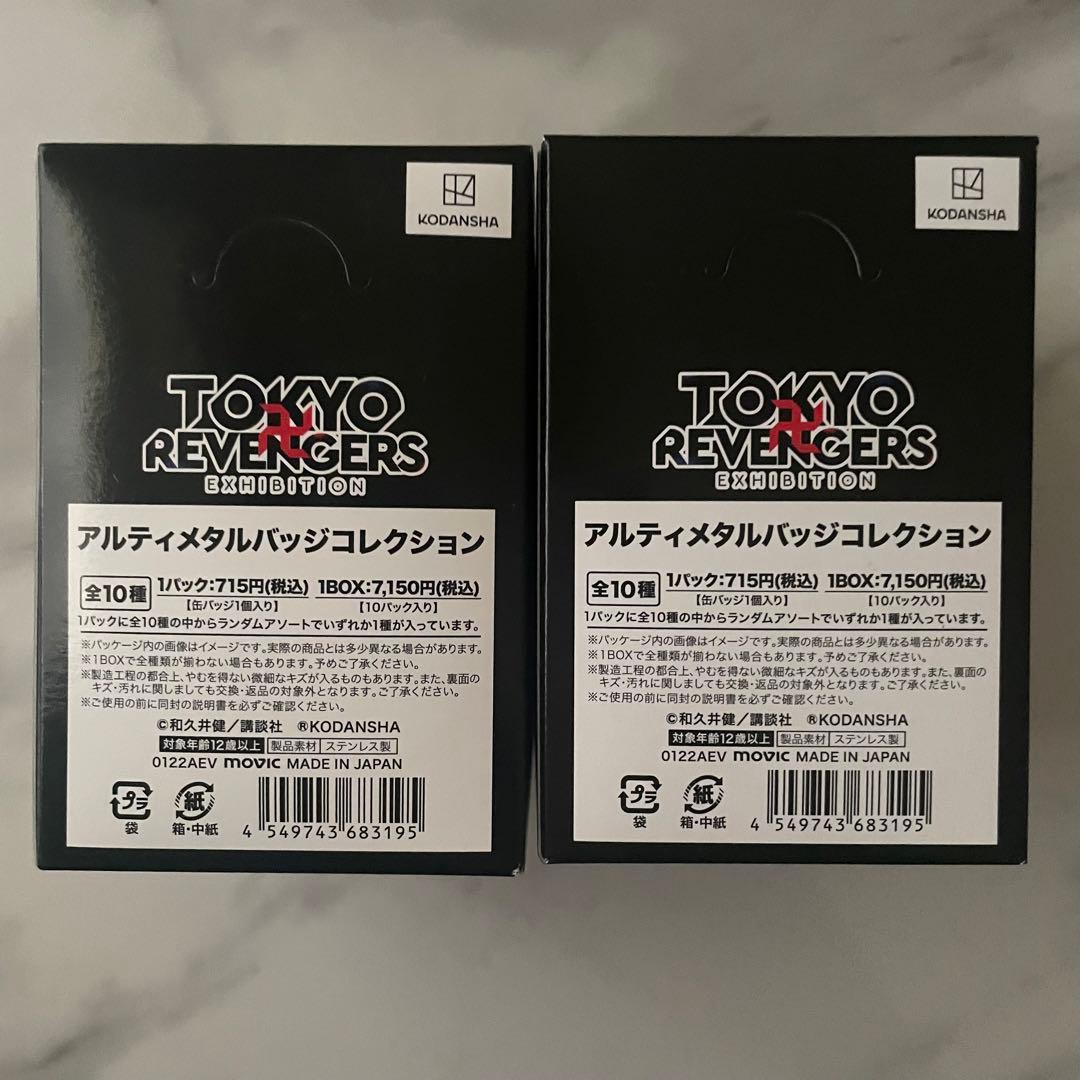 KODANSHA
TOKYO
卍
REVENGERS
EXHIBITION
アルティメタルバッジコレクション
全10種
1パック:715円(税込)
【缶バッジ1個入り】
1BOX:7,150円(税込)
【10パック入り】
1パックに全10種の中からランダムアソートでいずれか1種が入っています。
※パッケージ内の画像はイメージです。実際の商品とは多少異なる場合があります。
※1BOXで全種類が揃わない場合もあります。予めご了承ください。
※製造工程の都合上、やむを得ない微細なキズが入るものもあります。また、裏面の
キズ・汚れに関しましても交換・返品の対象外となります。ご了承ください。
※ご使用の前に同封の説明書を必ずご確認ください。
©和久井健/講談社 ®KODANSHA
対象年齢12歳以上 製品素材 ステンレス製
0122AEV movic MADE IN JAPAN
プラ
袋
紙
箱・中紙
4 549743 683195
KODANSHA
TOKYO
卍
REVENGERS
EXHIBITION
アルティメタルバッジコレクション
全10種
1パック:715円(税込)
【缶バッジ1個入り】
1BOX:7,150円(税込)
【10パック入り】
1パックに全10種の中からランダムアソートでいずれか1種が入っています。
※パッケージ内の画像はイメージです。実際の商品とは多少異なる場合があります。
※1BOXで全種類が揃わない場合もあります。予めご了承ください。
※製造工程の都合上、やむを得ない微細なキズが入るものもあります。また、裏面の
キズ・汚れに関しましても交換・返品の対象外となります。ご了承ください。
※ご使用の前に同封の説明書を必ずご確認ください。
©和久井健/講談社 ®KODANSHA
対象年齢12歳以上 製品素材 ステンレス製
0122AEV movic MADE IN JAPAN
プラ
袋
紙
箱・中紙
4 549743 683195